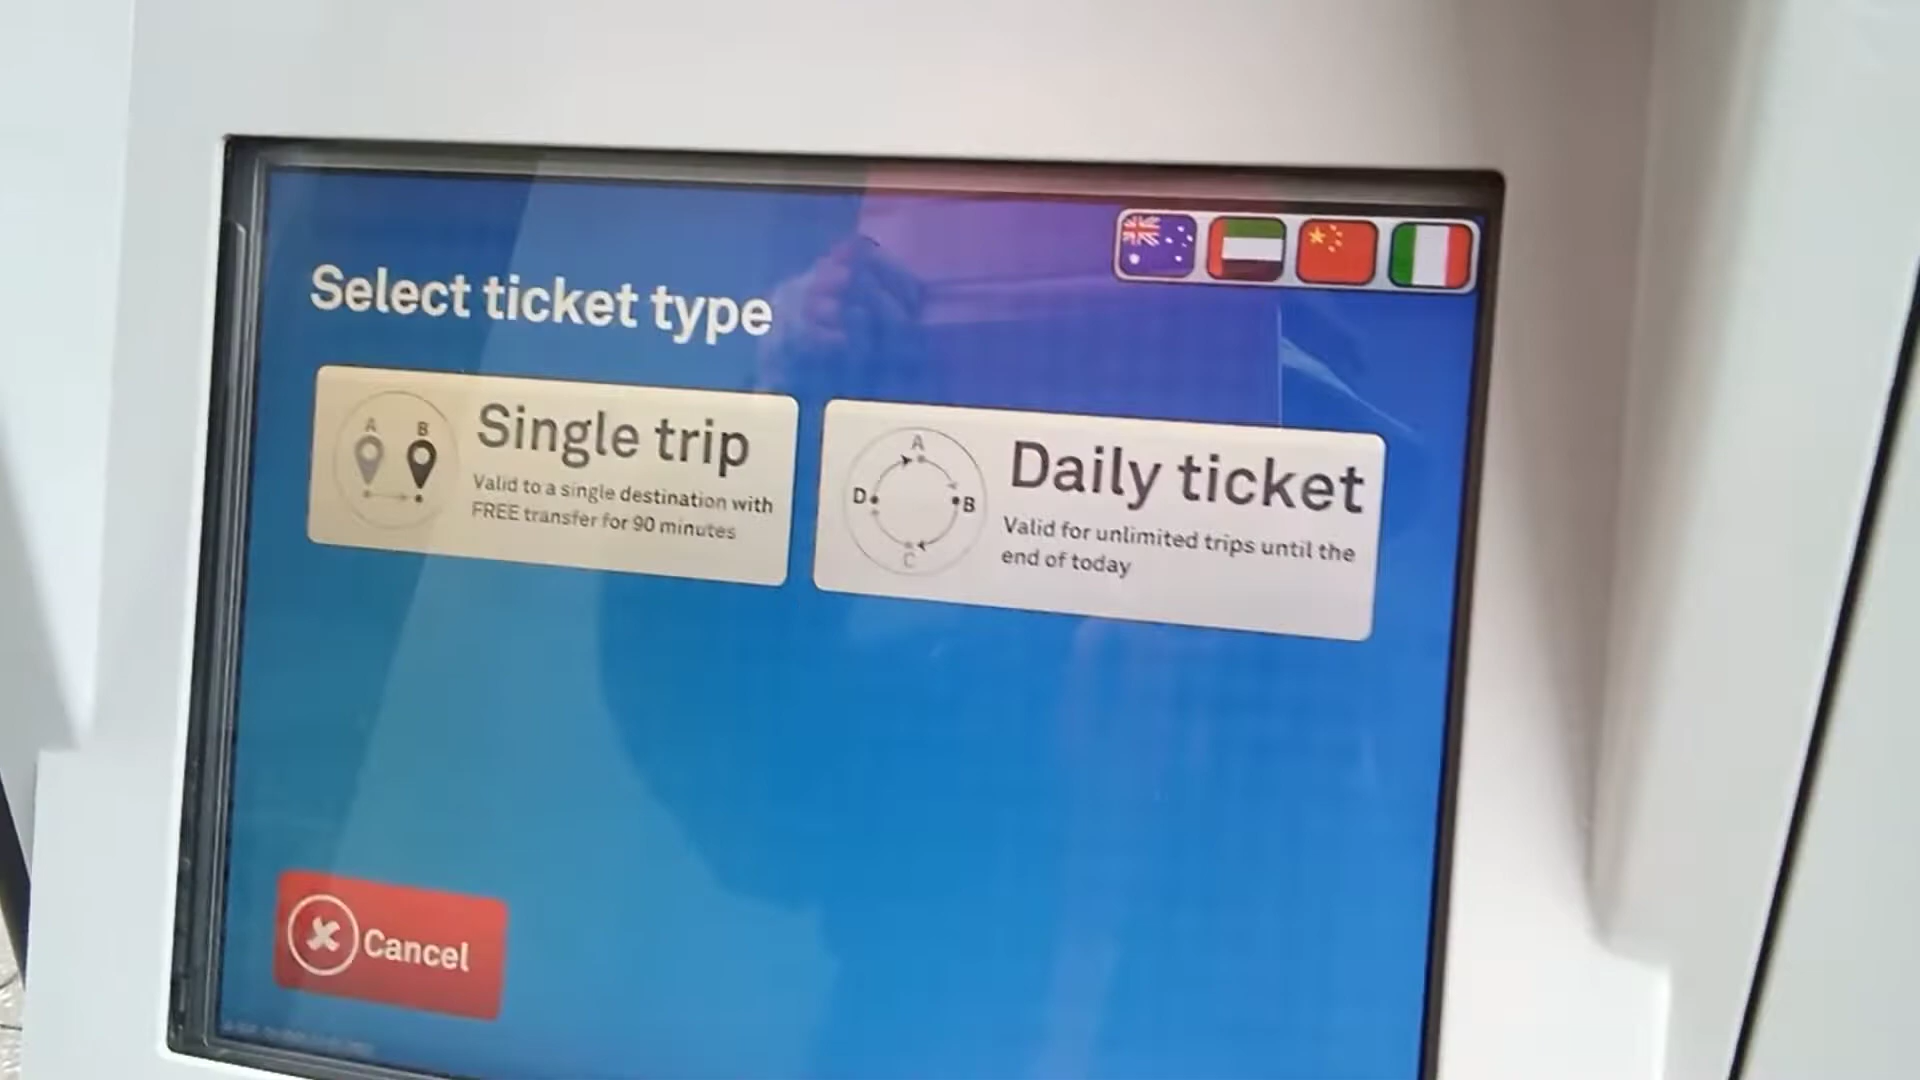 Select ticket type
A B
Single trip
Valid to a single destination with
FREE transfer for 90 minutes
A
D B
C
Daily ticket
Valid for unlimited trips until the
end of today
Cancel